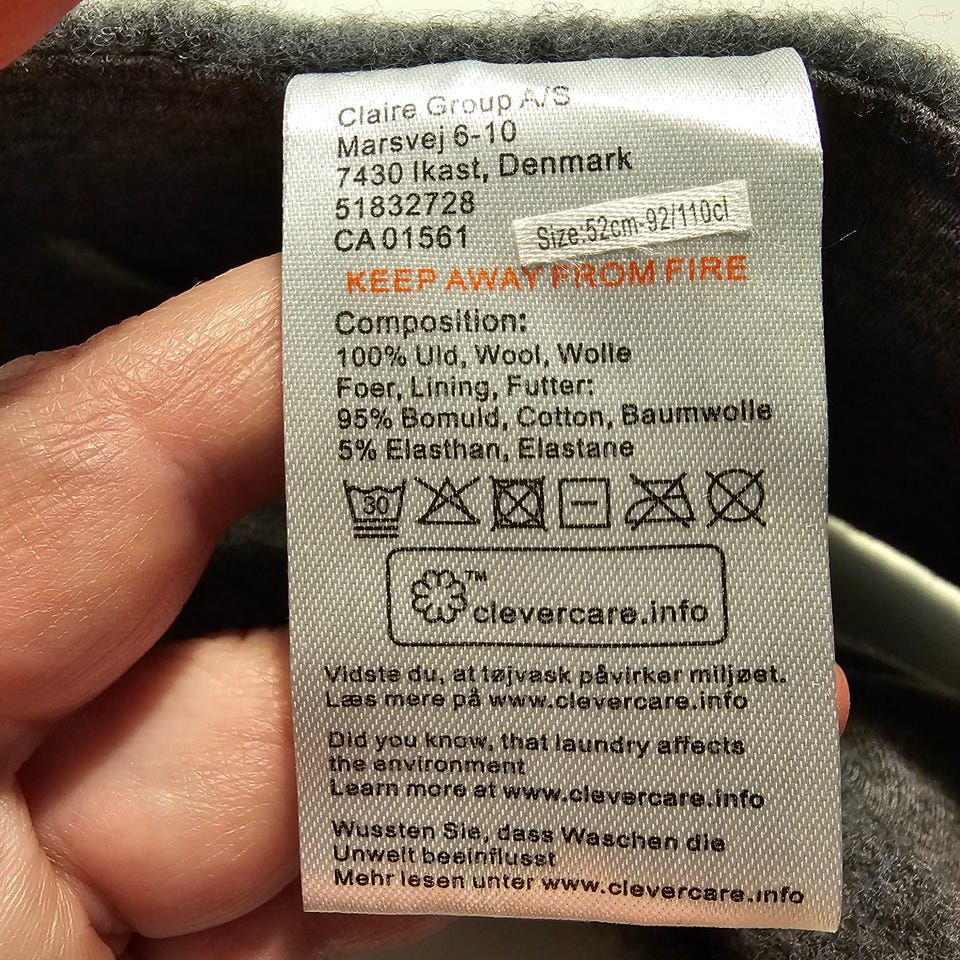 Claire Group A/S
Marsvej 6-10
7430 Ikast, Denmark
51832728
CA 01561
Size:52cm-92/110cl
KEEP AWAY FROM FIRE
Composition:
100% Uld, Wool, Wolle
Foer, Lining, Futter:
95% Bomuld, Cotton, Baumwolle
5% Elasthan, Elastane
30
™
clevercare.info
Vidste du, at tøjvask påvirker miljøet.
Læs mere på www.clevercare.info
Did you know, that laundry affects
the environment
Learn more at www.clevercare.info
Wussten Sie, dass Waschen die
Umwelt beeinflusst
Mehr lesen unter www.clevercare.info